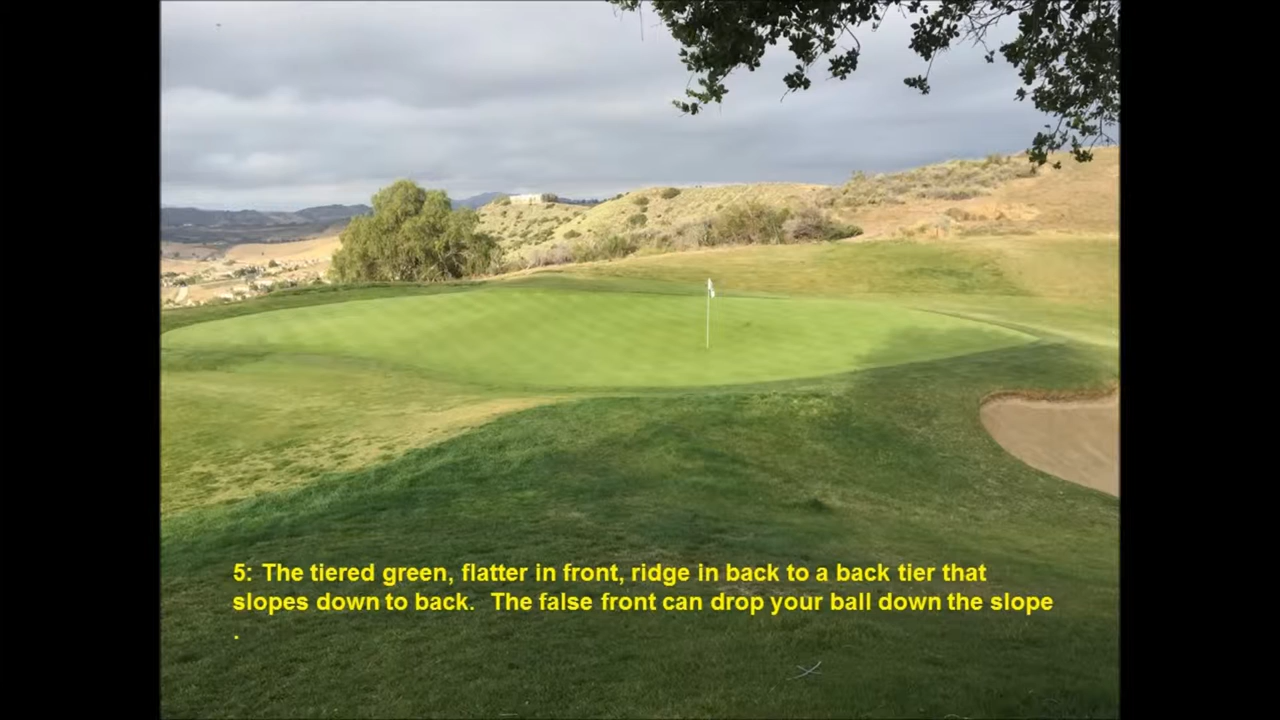 5: The tiered green, flatter in front, ridge in back to a back tier that
slopes down to back.  The false front can drop your ball down the slope
.